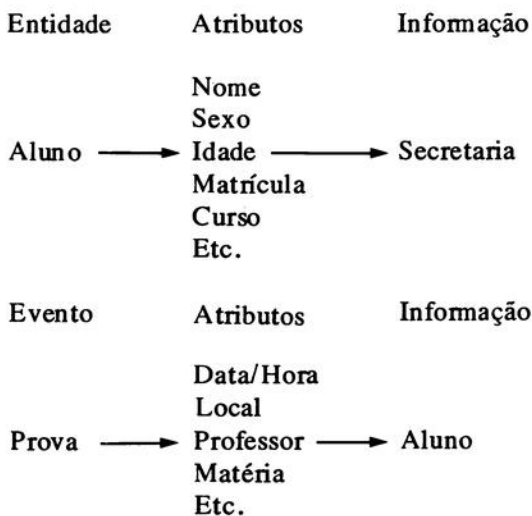 Entidade Atributos Informação
Nome
Sexo
Aluno Idade Secretaria
Matrícula
Curso
Etc.
Evento Atributos Informação
Data/Hora
Local
Prova Professor Aluno
Matéria
Etc.